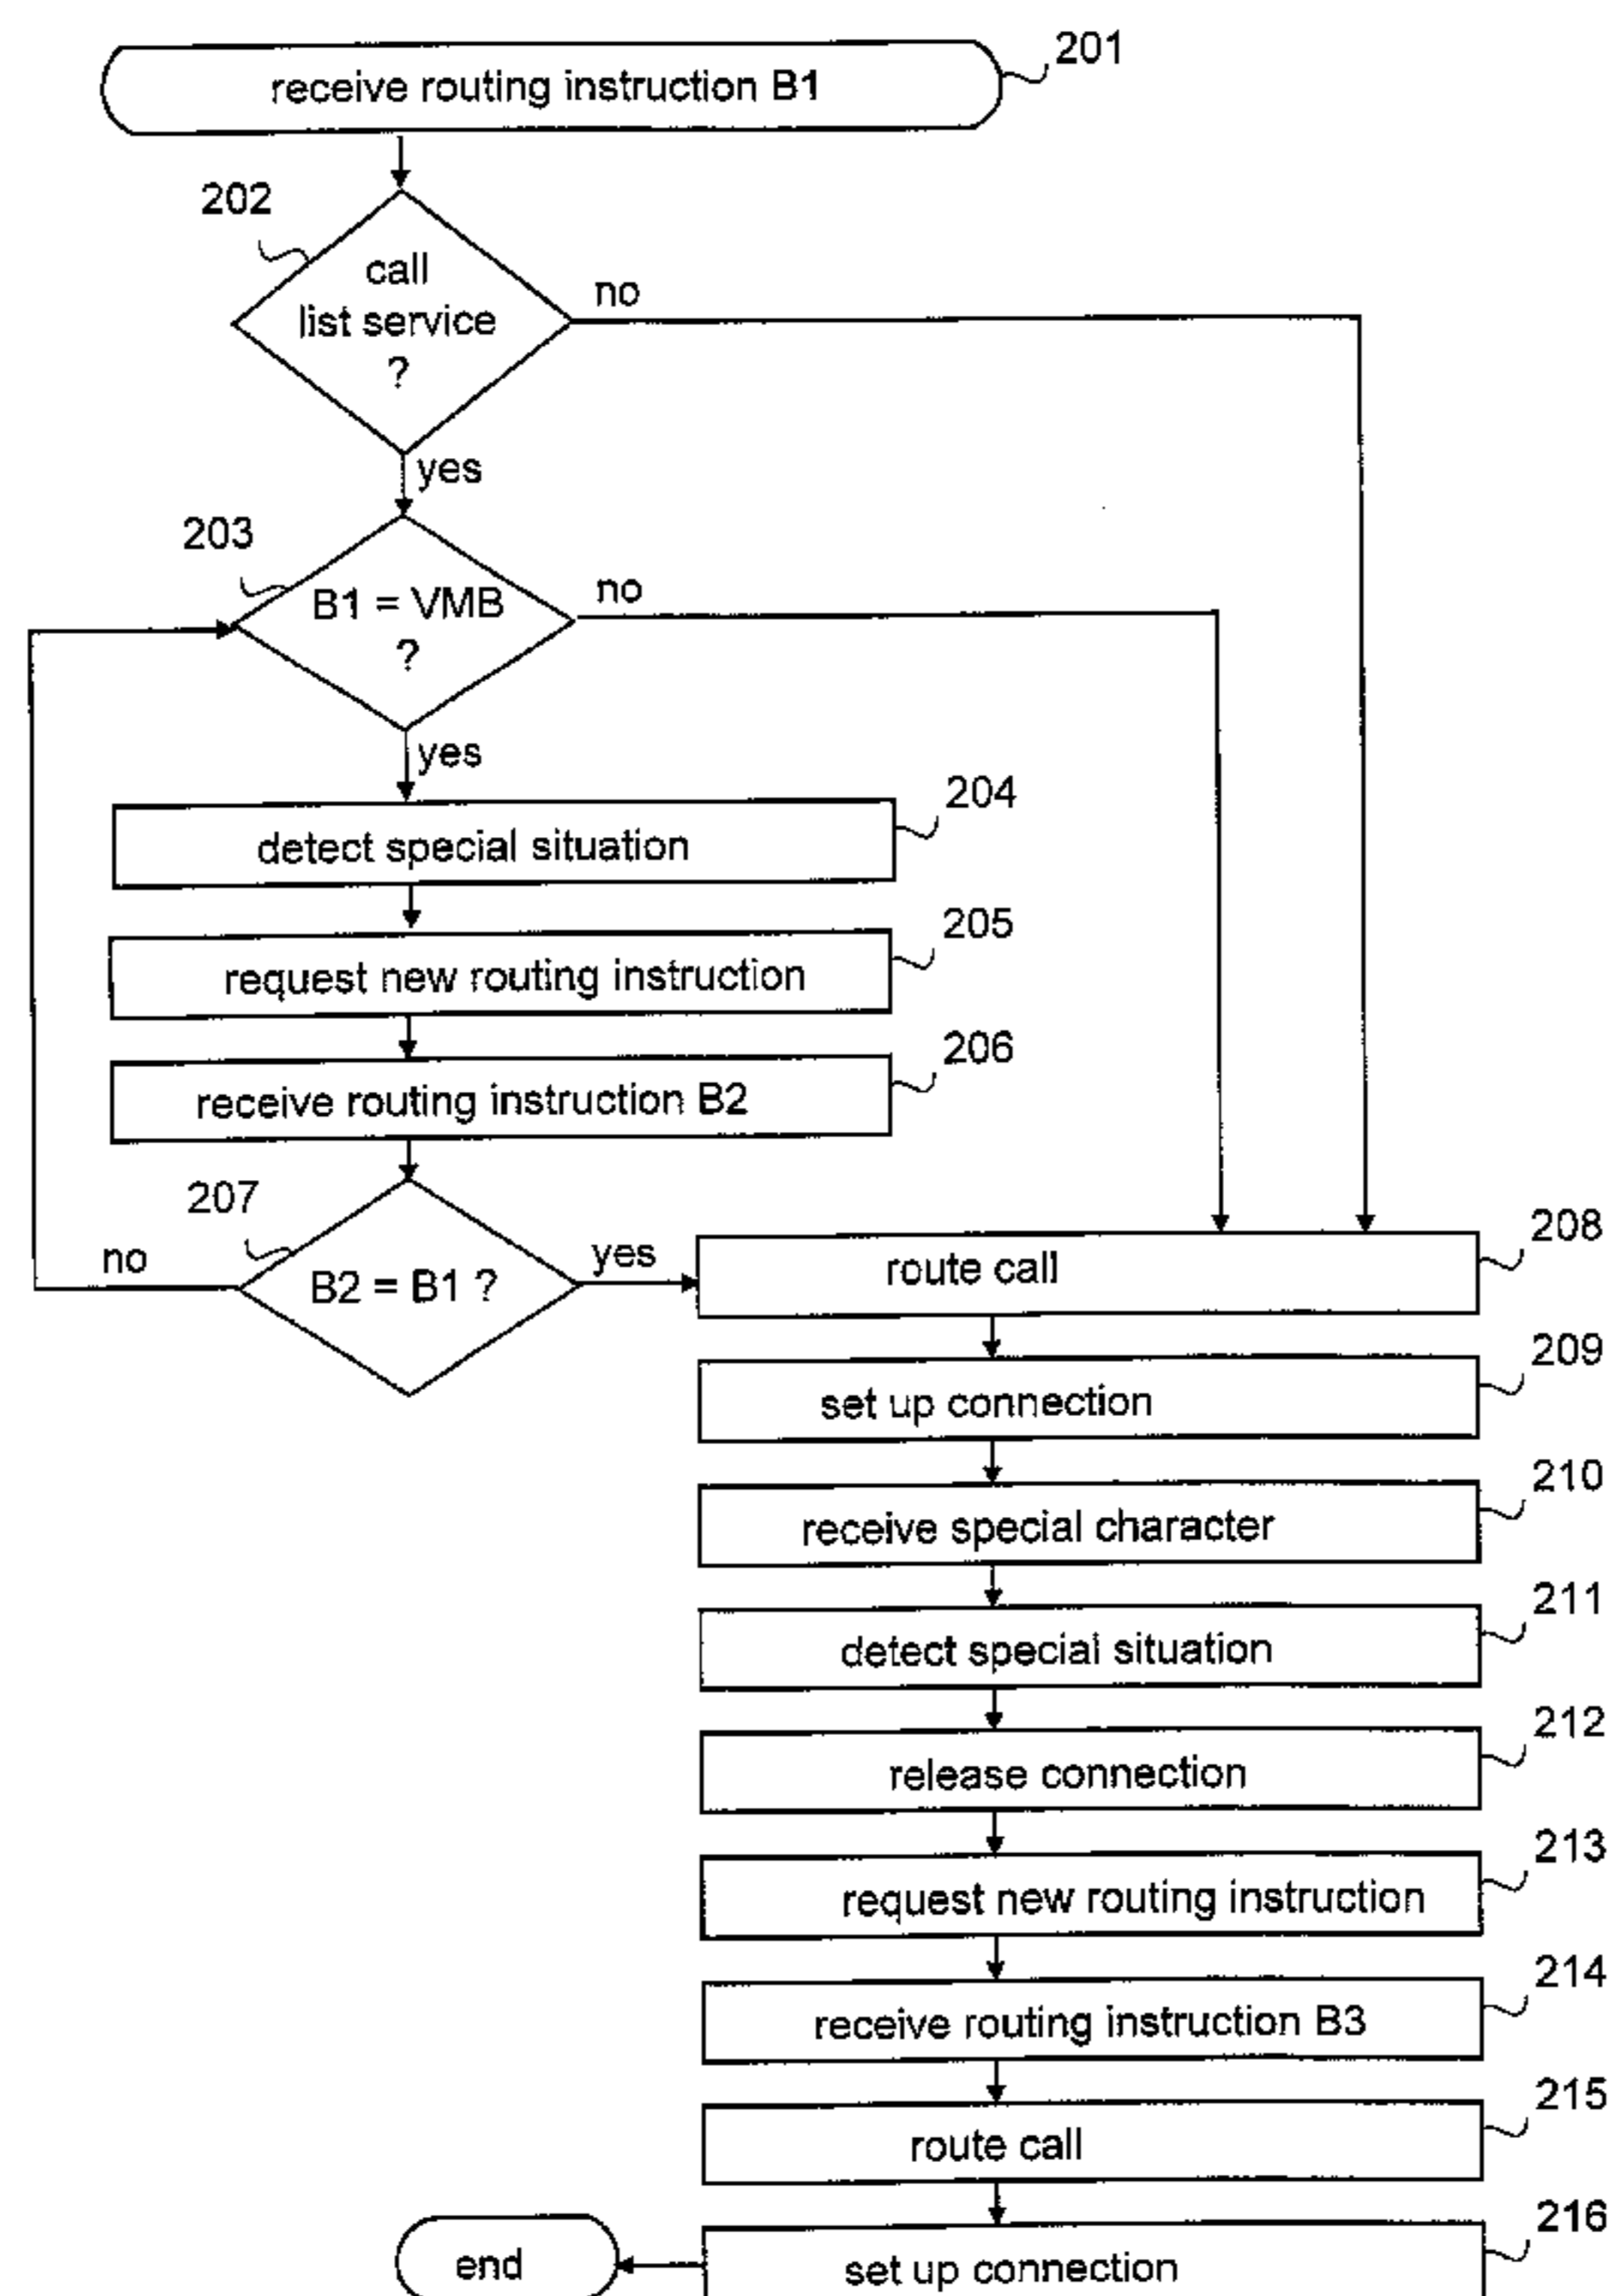 receive routing instruction B1
201
202
call
list service
?
no
yes
203
B1 = VMB
?
no
yes
204
detect special situation
205
request new routing instruction
206
receive routing instruction B2
207
no
B2 = B1 ?
yes
208
route call
209
set up connection
210
receive special character
211
detect special situation
212
release connection
213
request new routing instruction
214
receive routing instruction B3
215
route call
216
end
set up connection